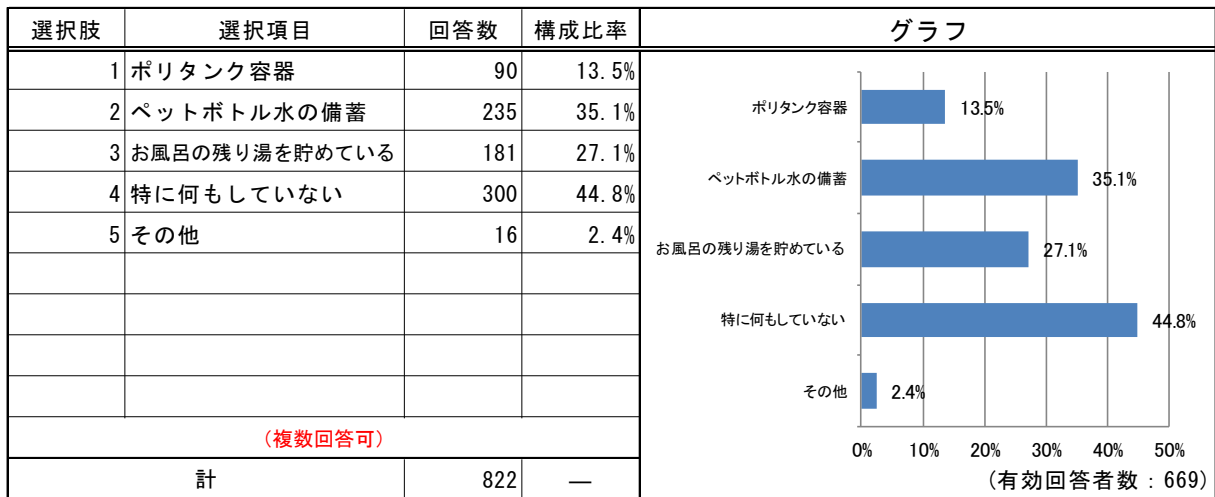 選択肢 選択項目 回答数 構成比率 グラフ
1 ポリタンク容器 90 13.5%
2 ペットボトル水の備蓄 235 35.1%
3 お風呂の残り湯を貯めている 181 27.1%
4 特に何もしていない 300 44.8%
5 その他 16 2.4%
(複数回答可)
計 822 ―
ポリタンク容器 13.5%
ペットボトル水の備蓄 35.1%
お風呂の残り湯を貯めている 27.1%
特に何もしていない 44.8%
その他 2.4%
0% 10% 20% 30% 40% 50%
(有効回答者数:669)